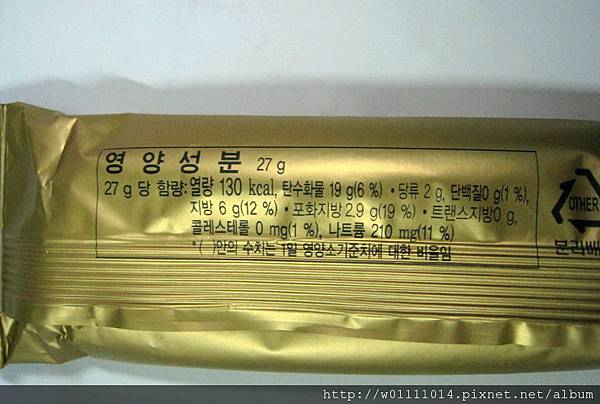 영 양 성 분 27 g
27 g 당 함량:열량 130 kcal, 탄수화물 19 g(6 %) • 당류 2 g, 단백질0 g(1 %),
지방 6 g(12 %) • 포화지방 2.9 g(19 %) • 트랜스지방0 g,
콜레스테롤 0 mg(1 %), 나트륨 210 mg(11 %)
* ( )안의 수치는 1일 영양소기준치에 대한 비율임
OTHER
분리배
http://w01111014.pixnet.net/album